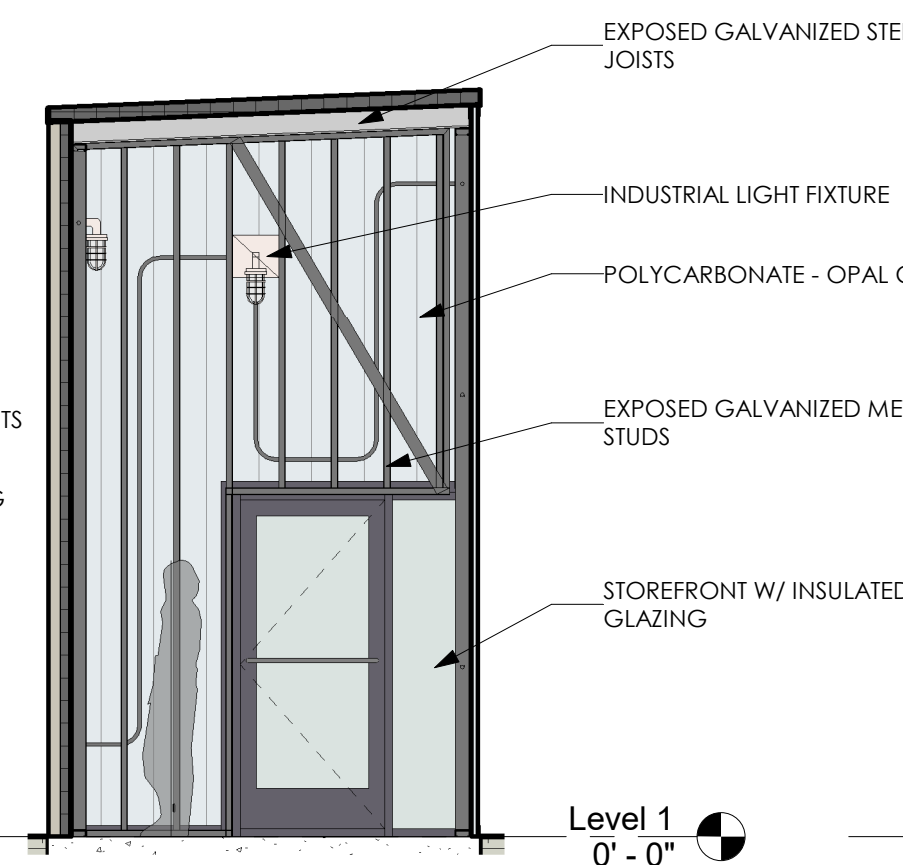 EXPOSED GALVANIZED STE
JOISTS
INDUSTRIAL LIGHT FIXTURE
POLYCARBONATE - OPAL
TS
EXPOSED GALVANIZED ME
STUDS
G
STOREFRONT W/ INSULATED
GLAZING
Level 1
0' - 0"